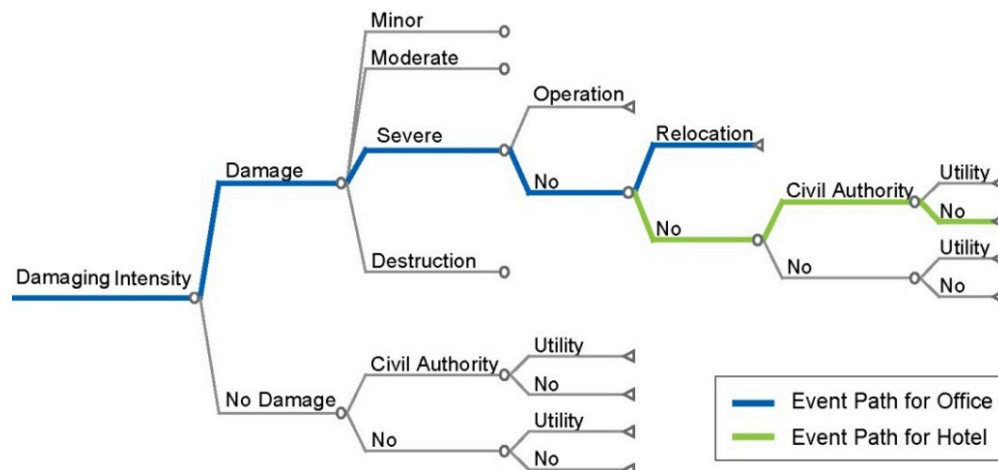 Minor
Moderate
Operation
Severe
Relocation
Damage
No
Civil Authority
Utility
No
No
Utility
No
No
Destruction
Damaging Intensity
Utility
Civil Authority
No
No Damage
Utility
No
No
Event Path for Office
Event Path for Hotel